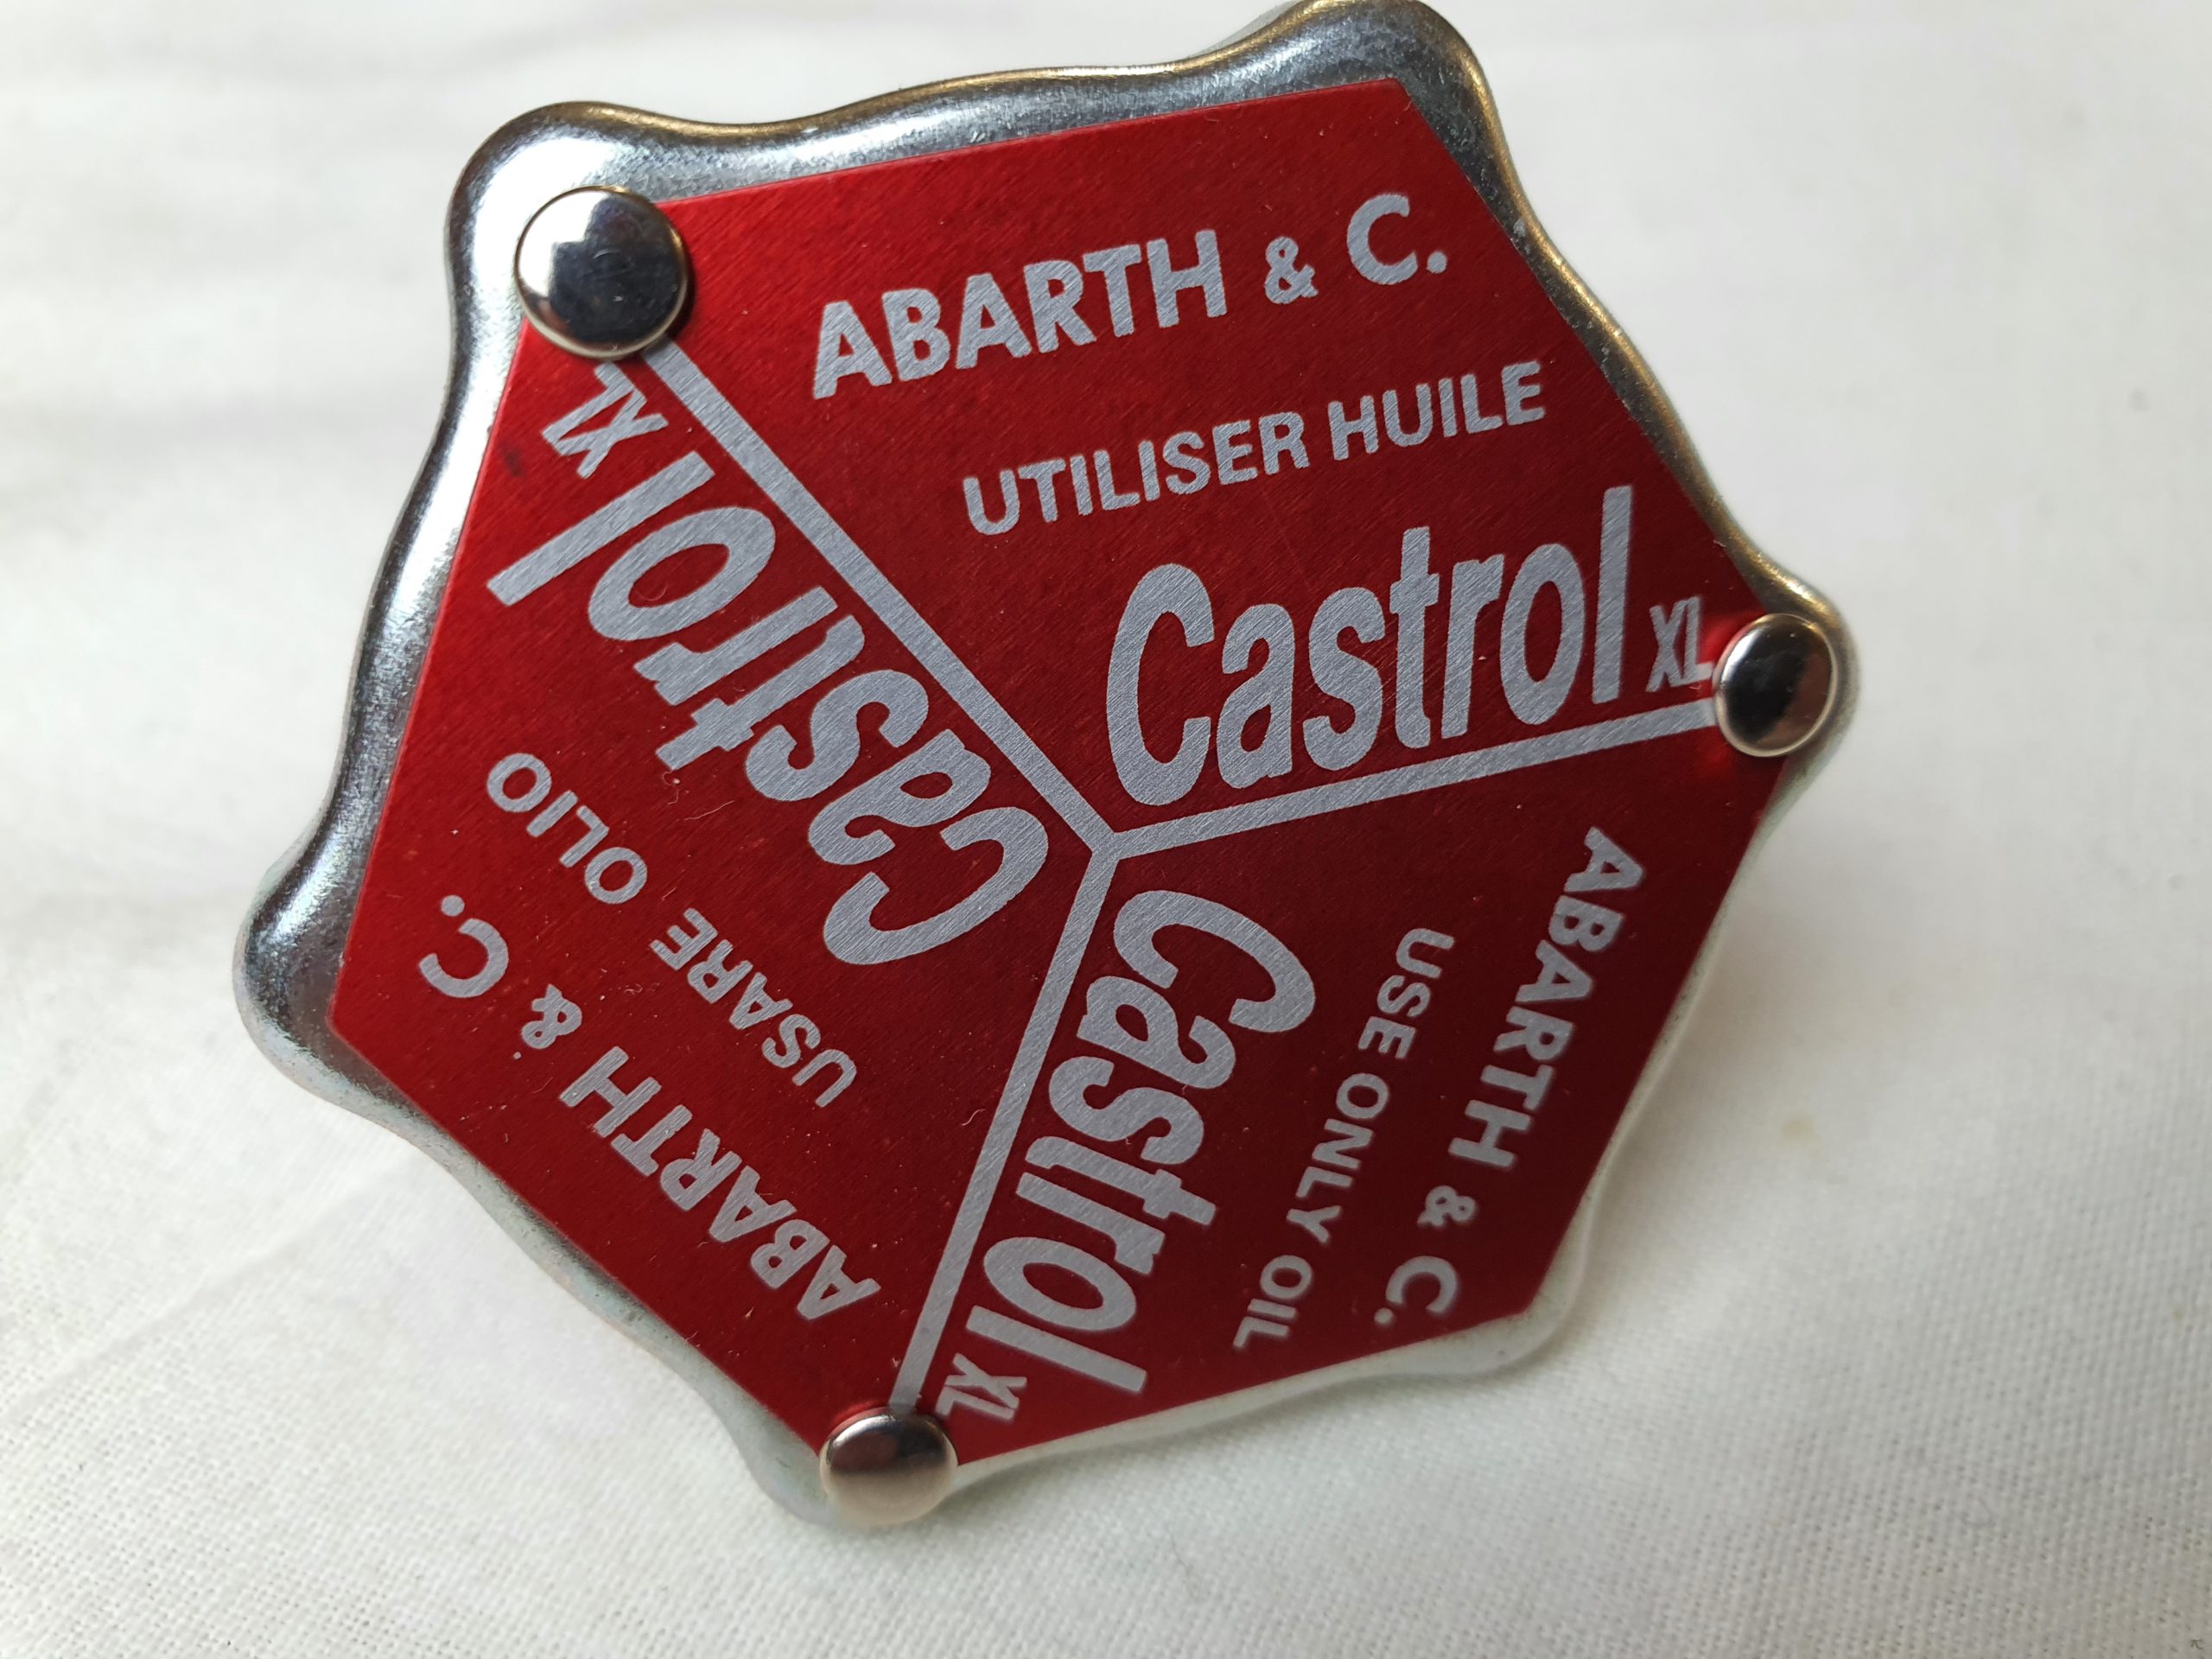 ABARTH & C.
UTILISER HUILE
Castrol XL
ABARTH & C.
USE ONLY OIL
Castrol XL
ABARTH & C.
USARE OLIO
Castrol XL